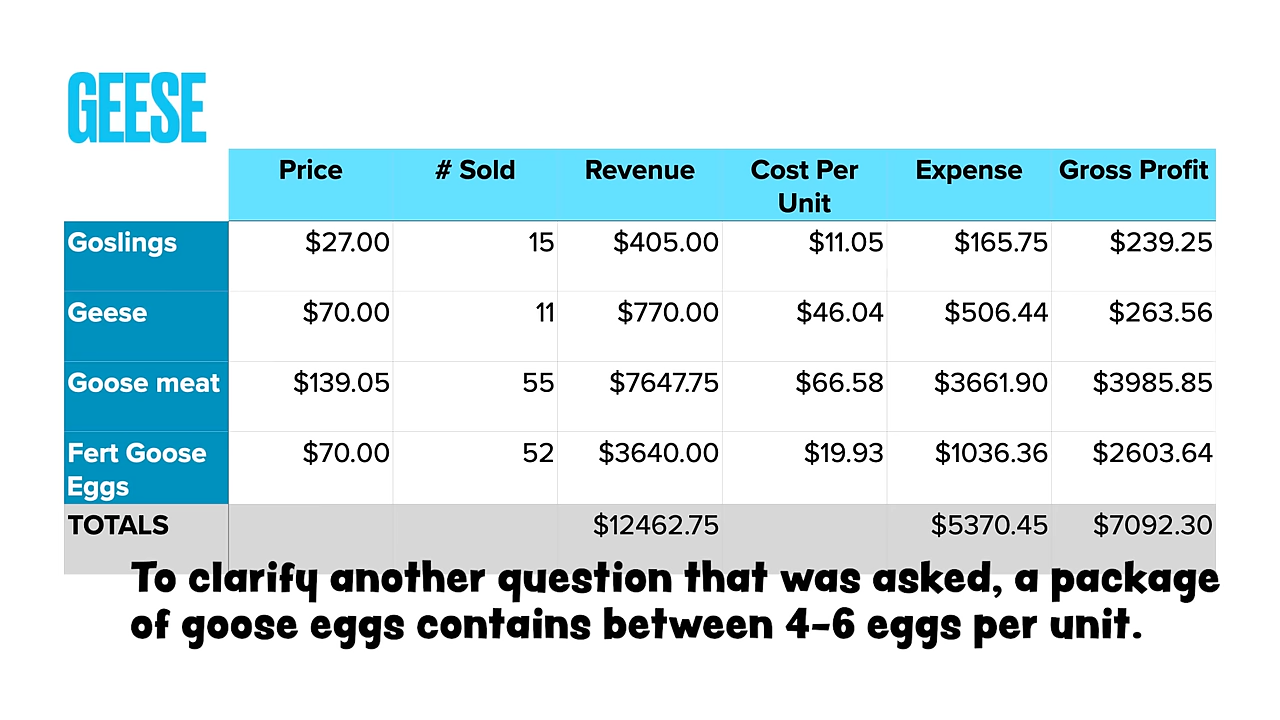 GEESE
Price # Sold Revenue Cost Per Unit Expense Gross Profit
Goslings $27.00 15 $405.00 $11.05 $165.75 $239.25
Geese $70.00 11 $770.00 $46.04 $506.44 $263.56
Goose meat $139.05 55 $7647.75 $66.58 $3661.90 $3985.85
Fert Goose Eggs $70.00 52 $3640.00 $19.93 $1036.36 $2603.64
TOTALS $12462.75 $5370.45 $7092.30
To clarify another question that was asked, a package
of goose eggs contains between 4-6 eggs per unit.